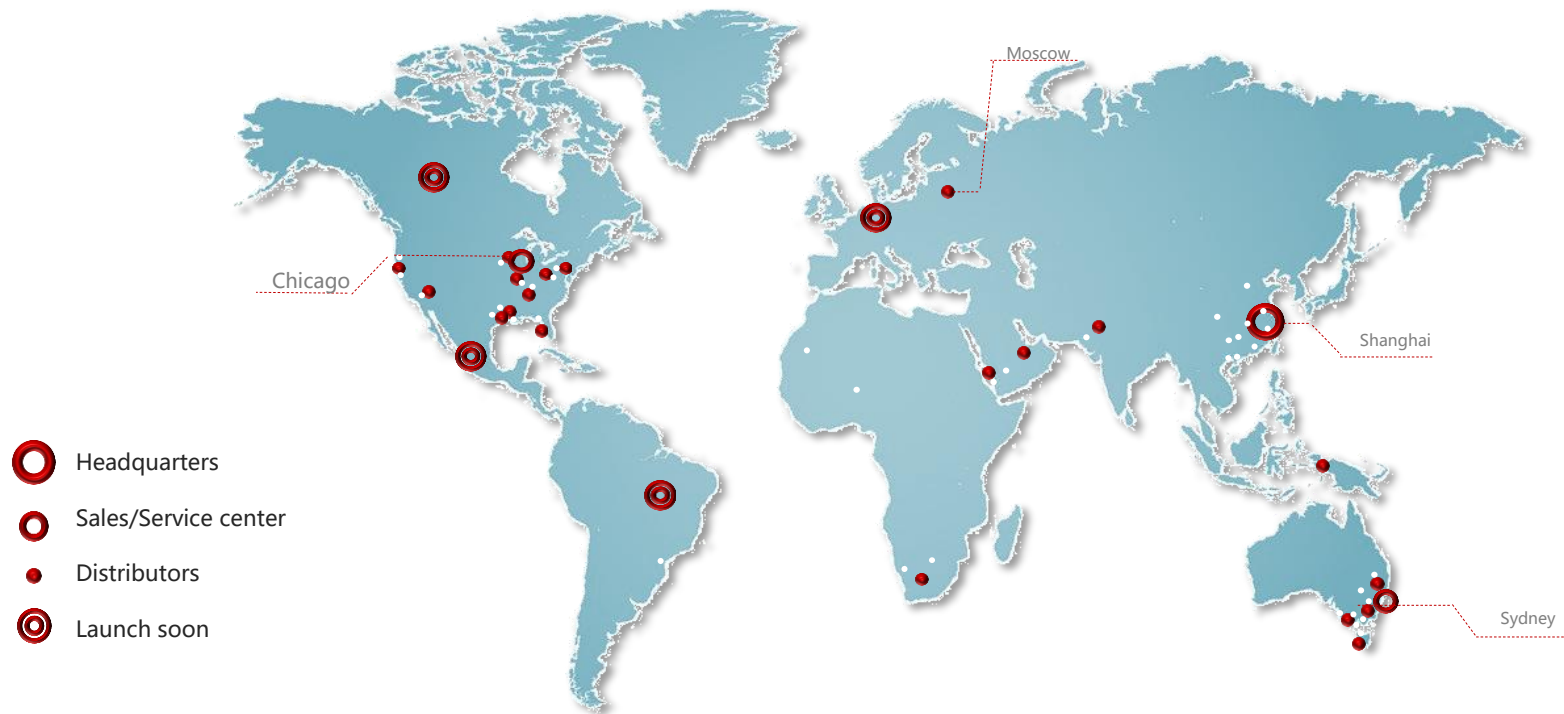 Moscow
Chicago
Shanghai
Headquarters
Sales/Service center
Distributors
Launch soon
Sydney